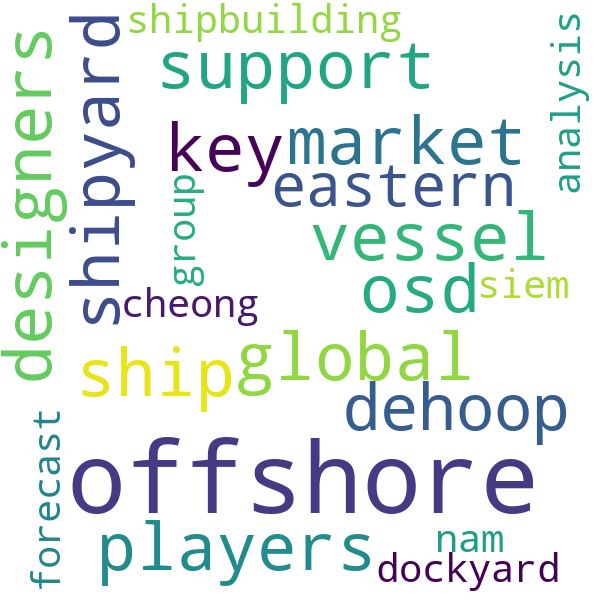 shipbuilding
designers
shipyard
support
analysis
key
market
eastern
group
vessel
osd
siem
cheong
ship
global
dehoop
forecast
offshore
players
nam
dockyard